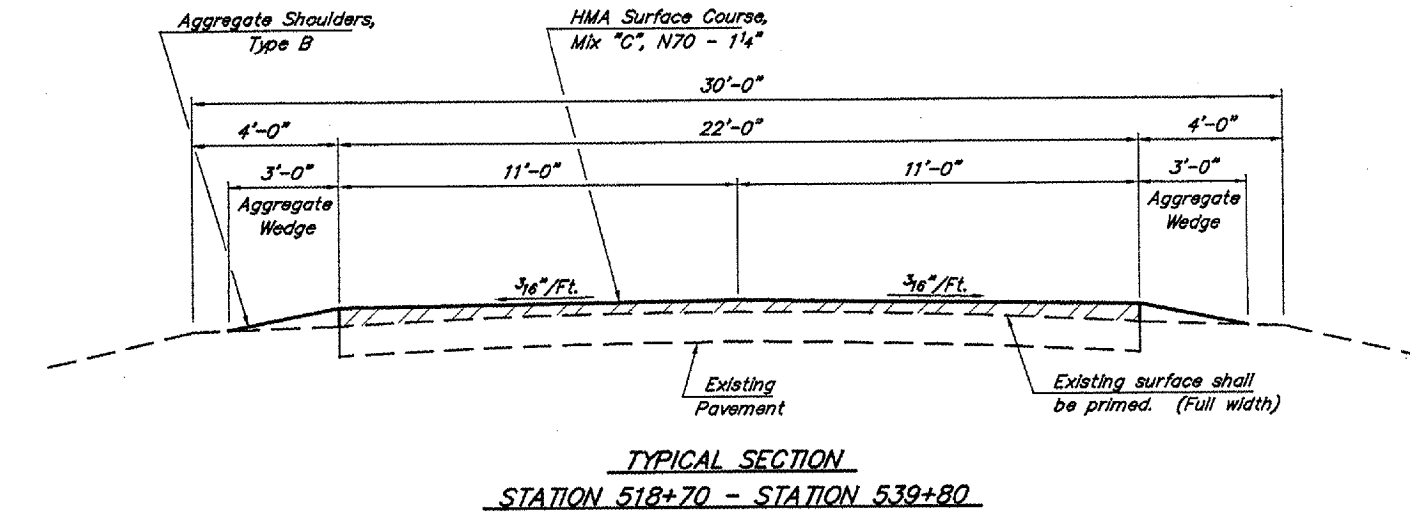 Aggregate Shoulders,
Type B
HMA Surface Course,
Mix "C", N70 - 1 1/4"
30'-0"
4'-0"
22'-0"
4'-0"
3'-0"
11'-0"
11'-0"
3'-0"
Aggregate
Wedge
Aggregate
Wedge
3/16"/Ft.
3/16"/Ft.
Existing
Pavement
Existing surface shall
be primed. (Full width)
TYPICAL SECTION
STATION 518+70 - STATION 539+80